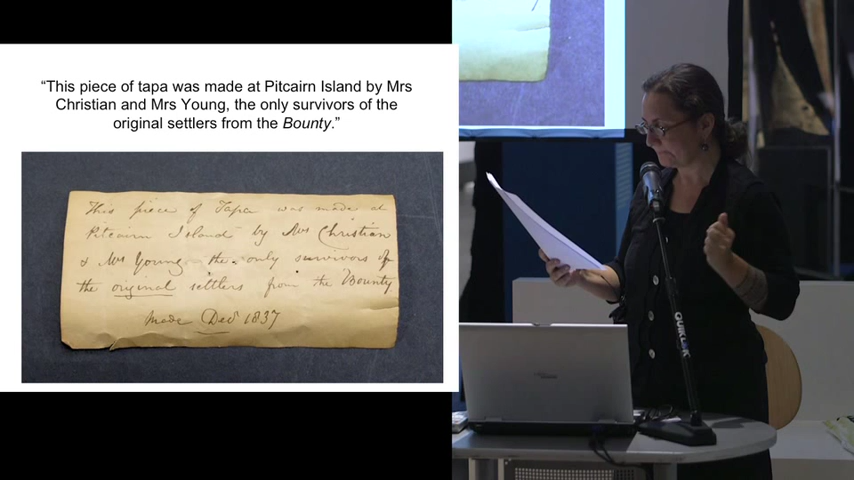 “This piece of tapa was made at Pitcairn Island by Mrs
Christian and Mrs Young, the only survivors of the
original settlers from the Bounty.”
This piece of Tapa was made at
Pitcairn Island by Mrs Christian
& Mrs Young the only survivors of
the original settlers from the Bounty
made Decr 1837
QUIKLOK